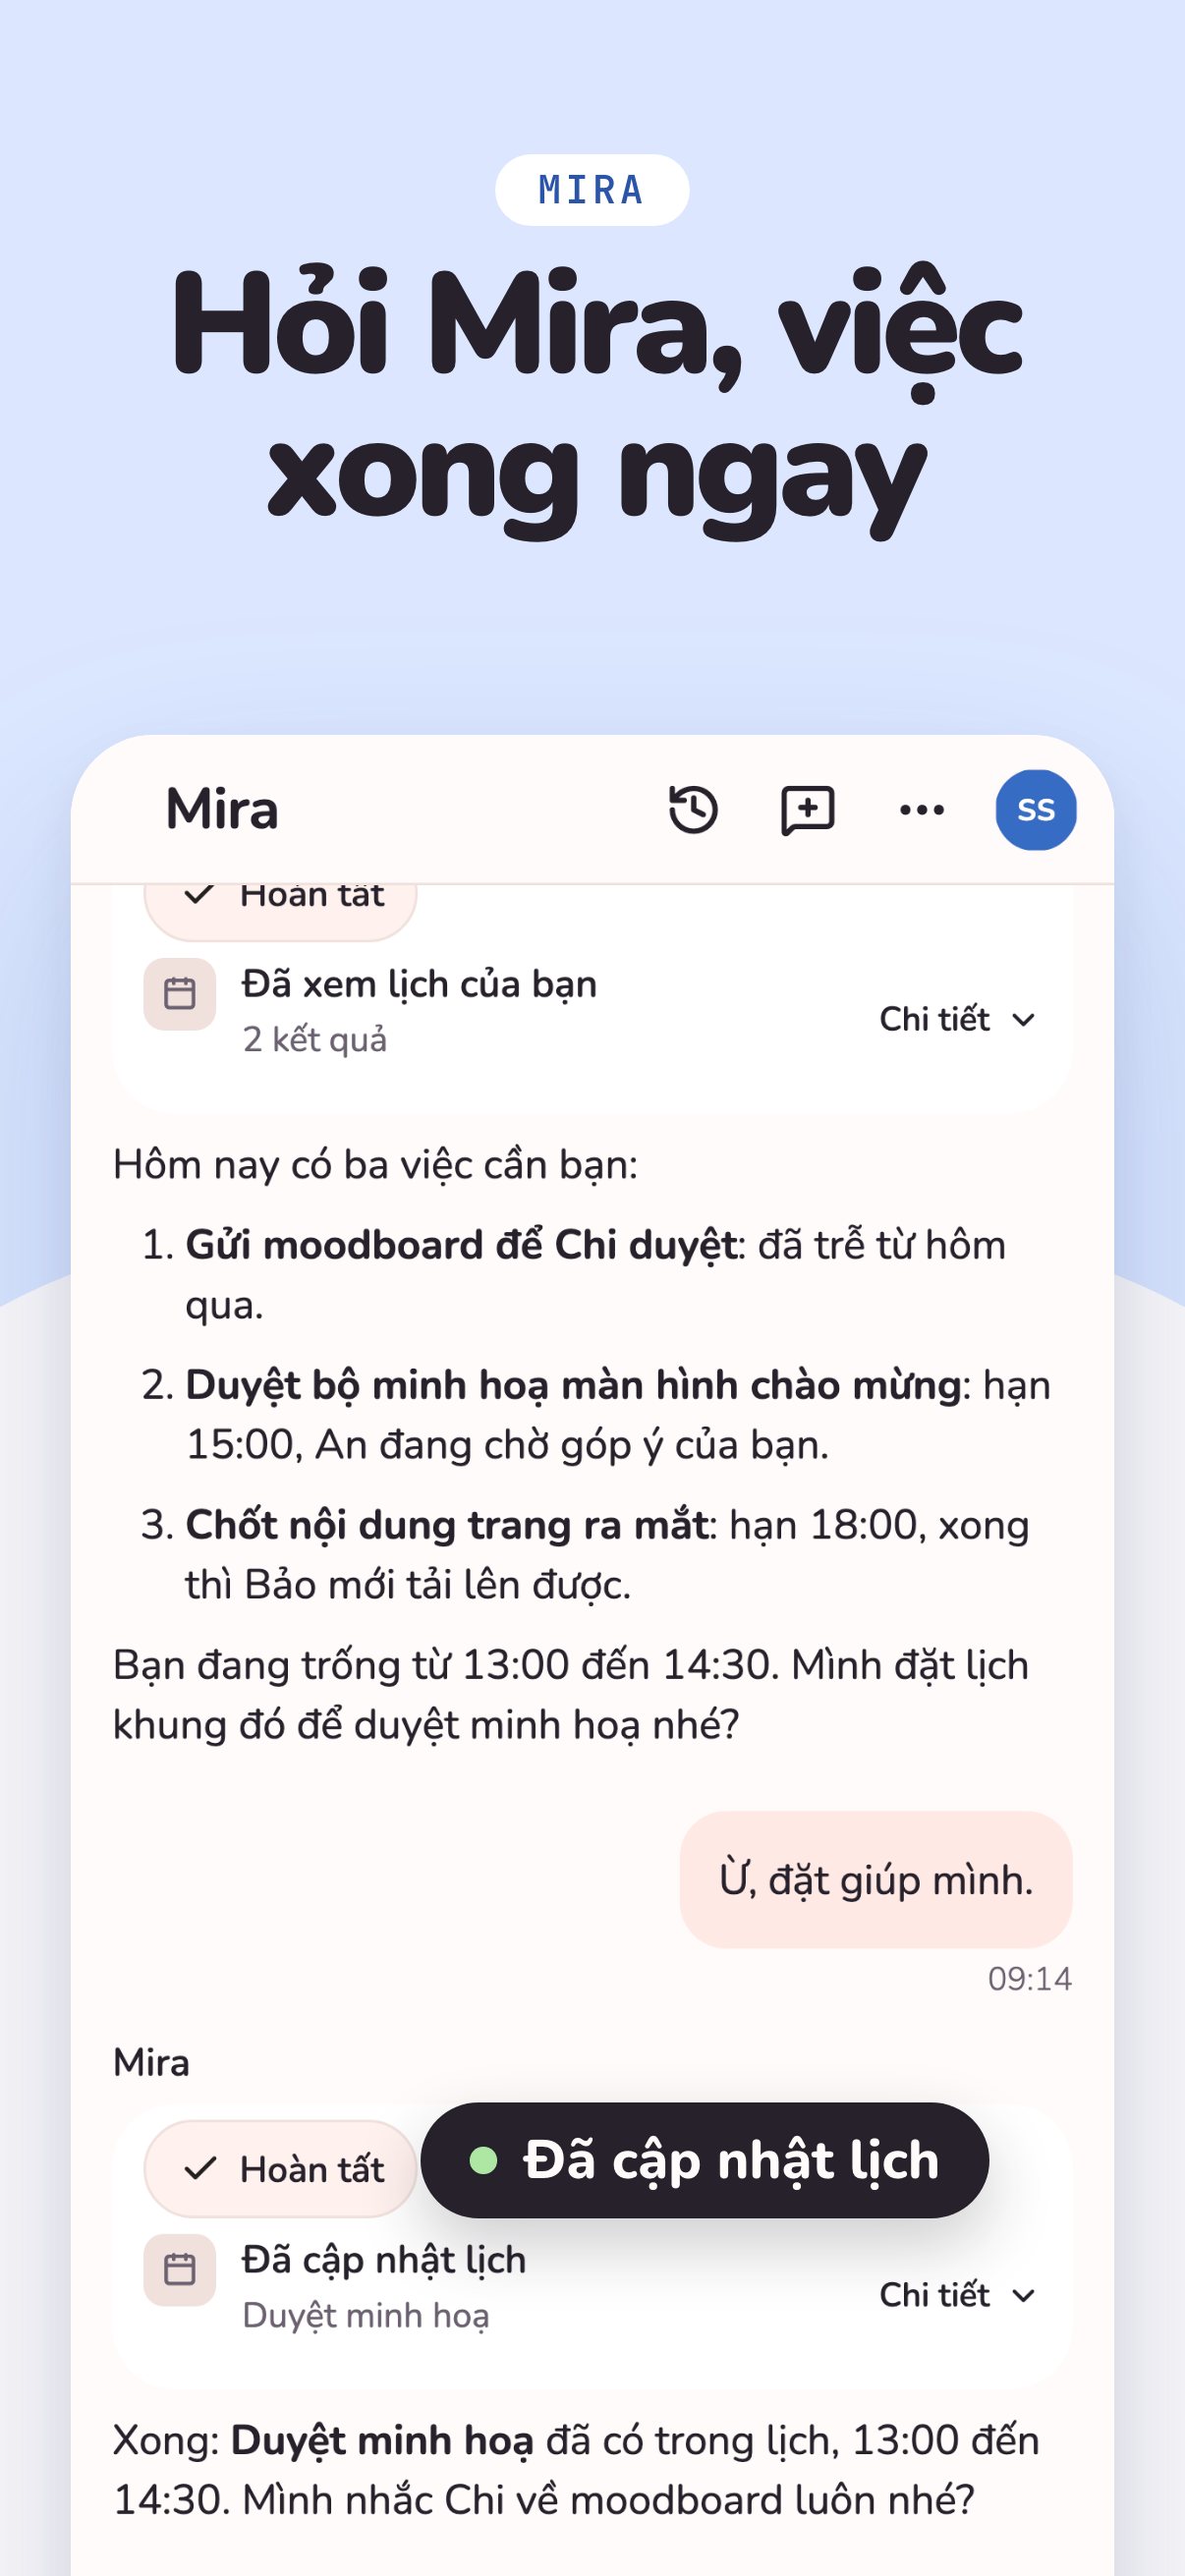 MIRA
Hỏi Mira, việc
xong ngay
Mira
SS
Hoàn tất
Đã xem lịch của bạn
2 kết quả
Chi tiết
Hôm nay có ba việc cần bạn:
1. Gửi moodboard để Chi duyệt: đã trễ từ hôm
qua.
2. Duyệt bộ minh hoạ màn hình chào mừng: hạn
15:00, An đang chờ góp ý của bạn.
3. Chốt nội dung trang ra mắt: hạn 18:00, xong
thì Bảo mới tải lên được.
Bạn đang trống từ 13:00 đến 14:30. Mình đặt lịch
khung đó để duyệt minh hoạ nhé?
Ừ, đặt giúp mình.
09:14
Mira
Hoàn tất
Đã cập nhật lịch
Đã cập nhật lịch
Duyệt minh hoạ
Chi tiết
Xong: Duyệt minh hoạ đã có trong lịch, 13:00 đến
14:30. Mình nhắc Chi về moodboard luôn nhé?